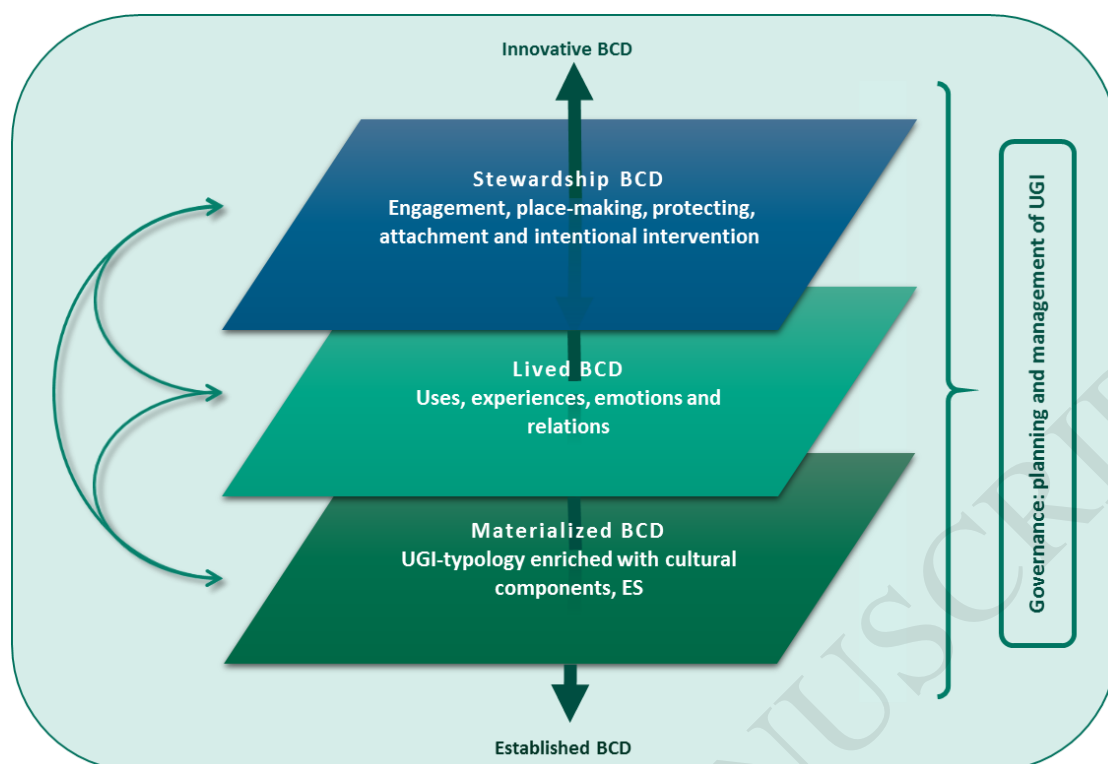 Innovative BCD
Stewardship BCD
Engagement, place-making, protecting,
attachment and intentional intervention
Lived BCD
Uses, experiences, emotions and
relations
Materialized BCD
UGI-typology enriched with cultural
components, ES
Established BCD
Governance: planning and management of UGI